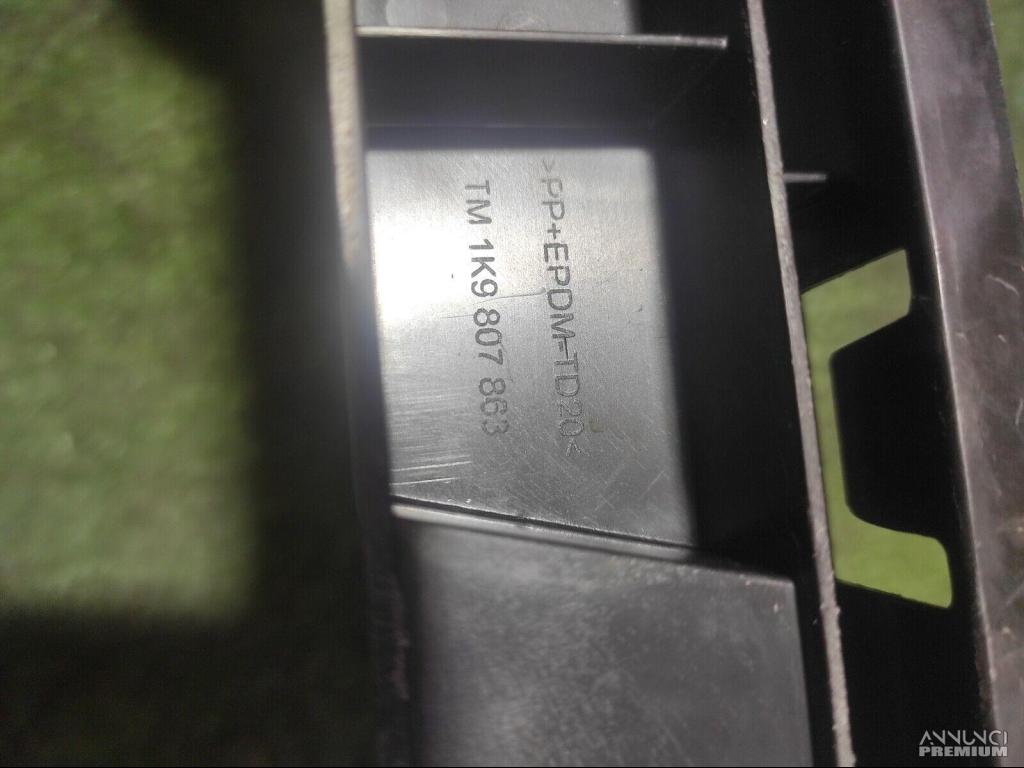 >PP+EPDM-TD20<
TM 1K9 807 863
ANNUNCI
PREMIUM